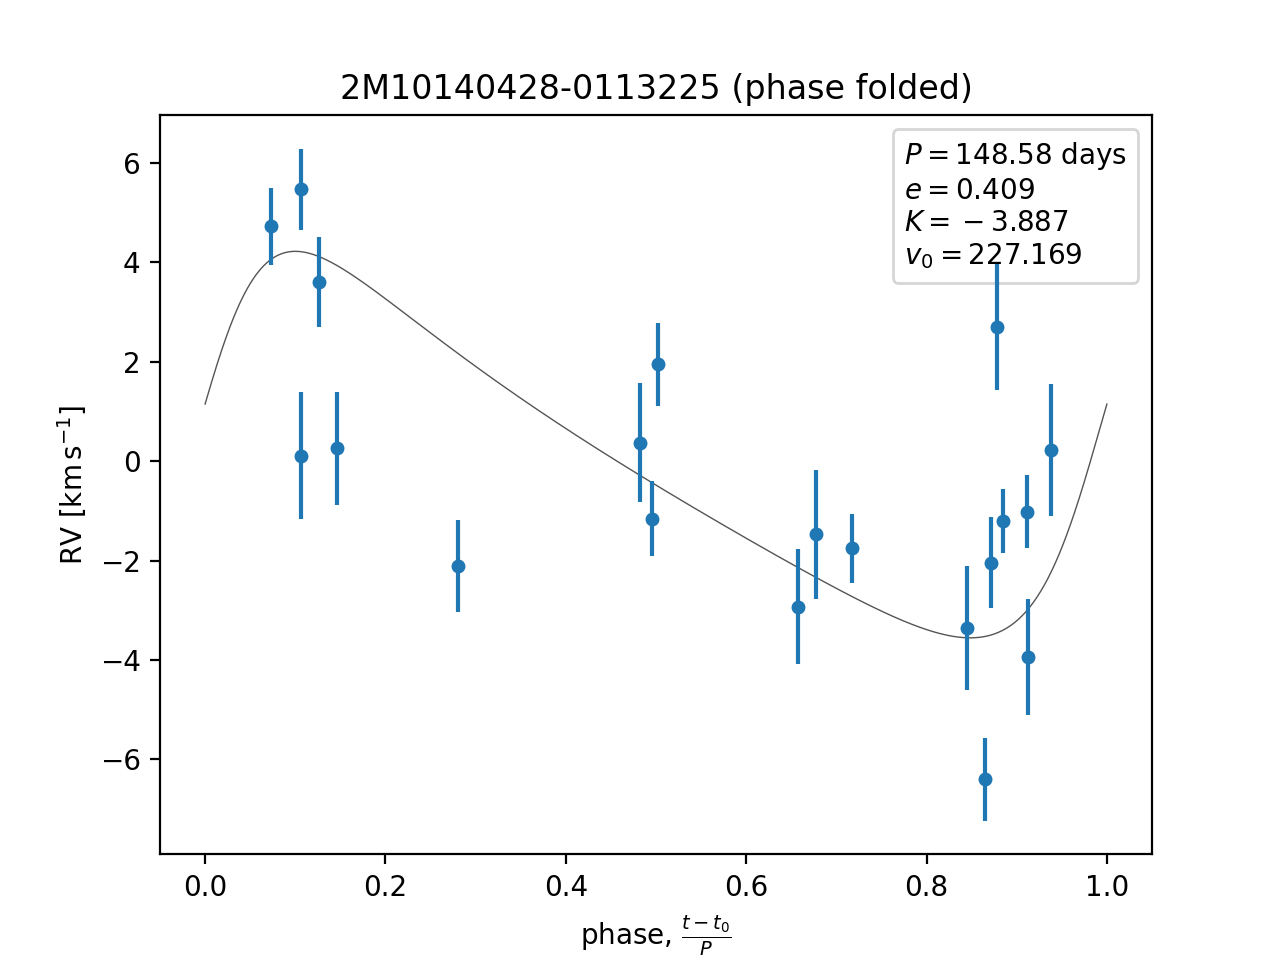 2M10140428-0113225 (phase folded)
P = 148.58 days
e = 0.409
K = − 3.887
v₀ = 227.169
RV [km s⁻¹]
6
4
2
0
−2
−4
−6
0.0 0.2 0.4 0.6 0.8 1.0
phase, (t − t₀)/P